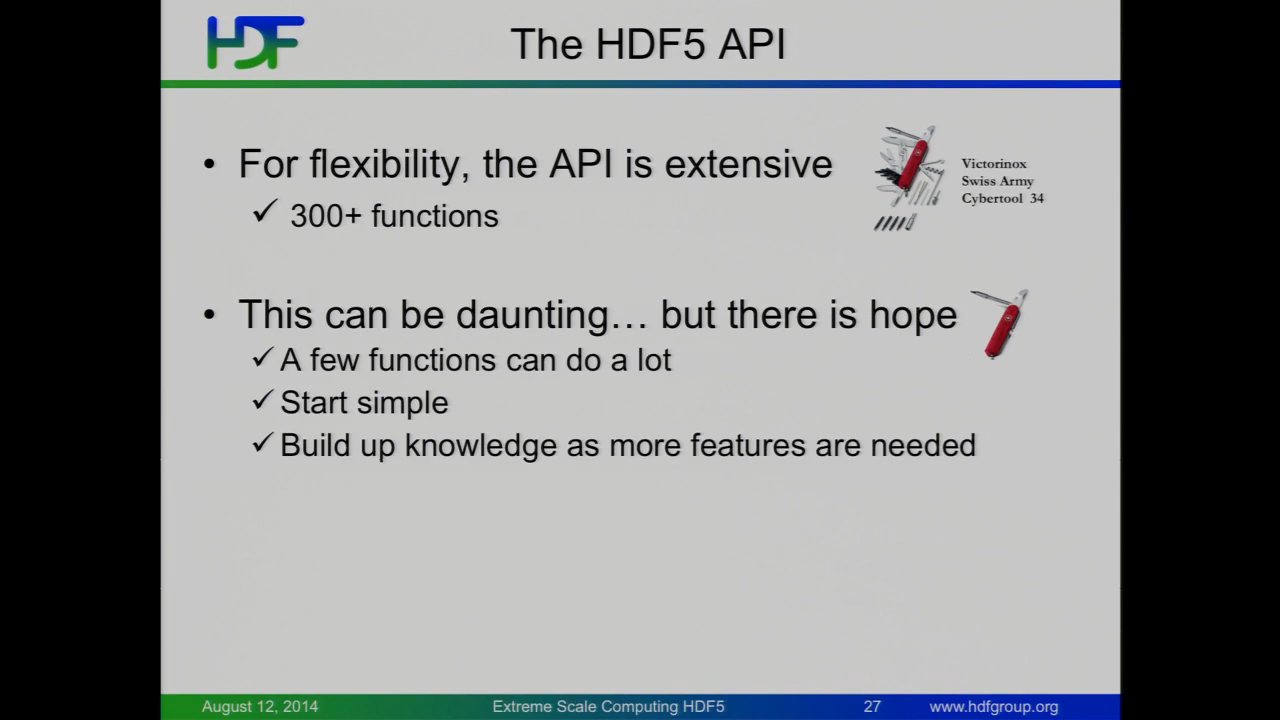 HDF
The HDF5 API
• For flexibility, the API is extensive
✓ 300+ functions
Victorinox
Swiss Army
Cybertool 34
• This can be daunting… but there is hope
✓ A few functions can do a lot
✓ Start simple
✓ Build up knowledge as more features are needed
August 12, 2014 Extreme Scale Computing HDF5 27 www.hdfgroup.org